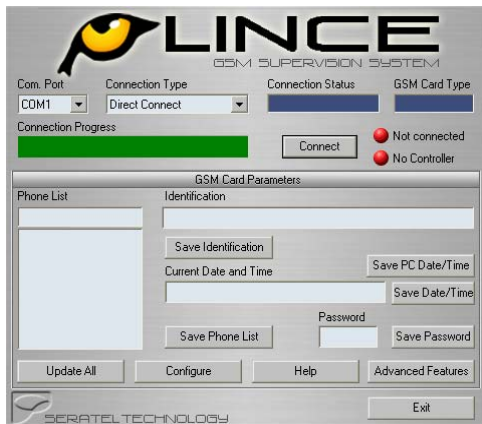 LINCE
GSM SUPERVISION SYSTEM
Com. Port Connection Type Connection Status GSM Card Type
COM1 Direct Connect
Connection Progress
Connect
Not connected
No Controller
GSM Card Parameters
Phone List Identification
Save Identification
Current Date and Time
Save PC Date/Time
Save Date/Time
Password
Save Phone List
Save Password
Update All Configure Help Advanced Features
SERATEL TECHNOLOGY
Exit